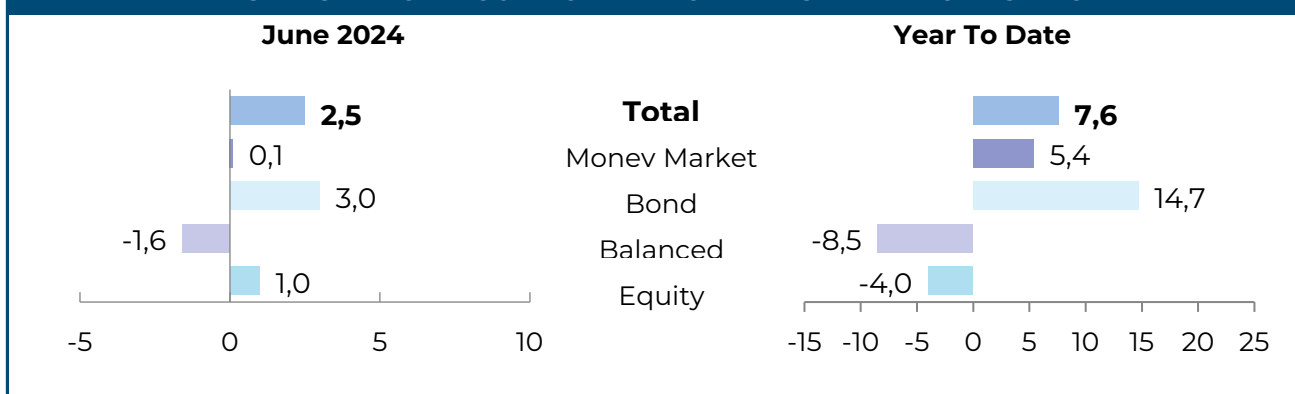 June 2024 Year To Date
2,5 Total 7,6
0,1 Money Market 5,4
3,0 Bond 14,7
-1,6 Balanced -8,5
1,0 Equity -4,0
-5 0 5 10 -15 -10 -5 0 5 10 15 20 25